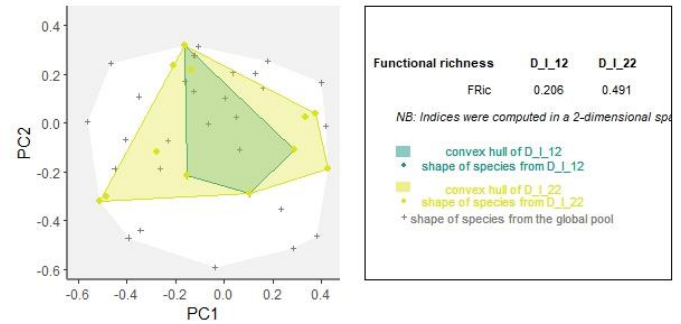 0.4
0.2
0.0
-0.2
-0.4
-0.6
PC2
-0.6 -0.4 -0.2 0.0 0.2 0.4
PC1
Functional richness D_I_12 D_I_22
FRic 0.206 0.491
NB: Indices were computed in a 2-dimensional spa
convex hull of D_I_12
shape of species from D_I_12
convex hull of D_I_22
shape of species from D_I_22
shape of species from the global pool